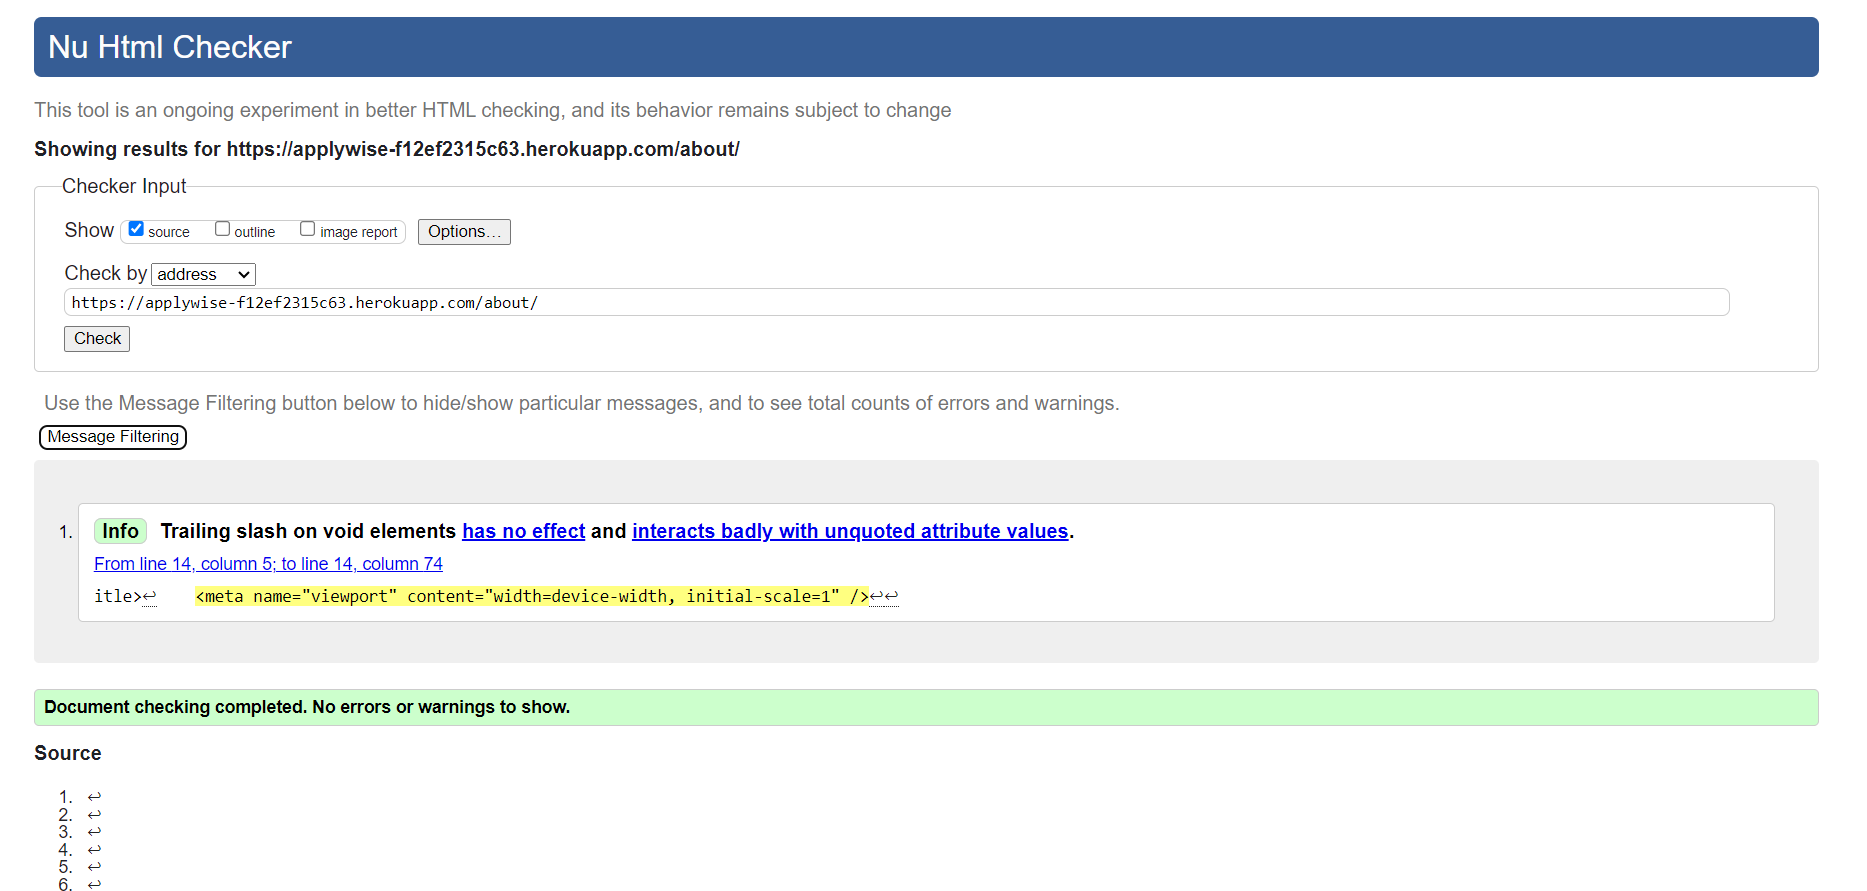 Nu Html Checker
This tool is an ongoing experiment in better HTML checking, and its behavior remains subject to change
Showing results for https://applywise-f12ef2315c63.herokuapp.com/about/
Checker Input
Show source outline image report Options...
Check by address
https://applywise-f12ef2315c63.herokuapp.com/about/
Check
Use the Message Filtering button below to hide/show particular messages, and to see total counts of errors and warnings.
Message Filtering
1. Info Trailing slash on void elements has no effect and interacts badly with unquoted attribute values.
From line 14, column 5; to line 14, column 74
itle>↩ <meta name="viewport" content="width=device-width, initial-scale=1" />↩↩
Document checking completed. No errors or warnings to show.
Source
1. ↩
2. ↩
3. ↩
4. ↩
5. ↩
6. ↩